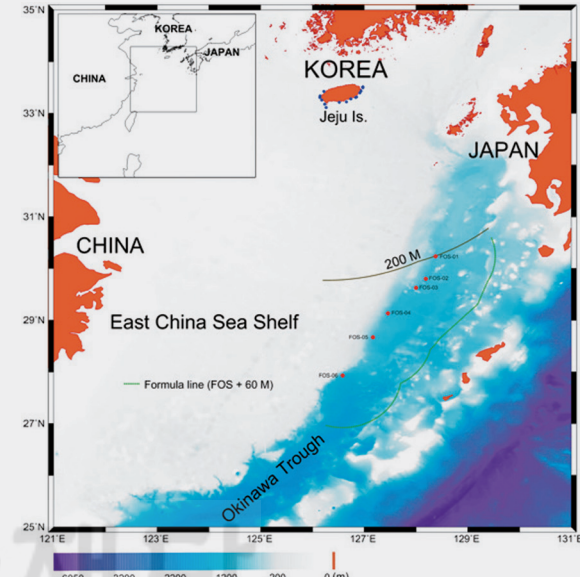 35˚N
33˚N
31˚N
29˚N
27˚N
25˚N
121˚E
123˚E
125˚E
127˚E
129˚E
131˚E
KOREA
JAPAN
CHINA
KOREA
Jeju Is.
JAPAN
CHINA
200 M
FOS-01
FOS-02
FOS-03
FOS-04
FOS-05
FOS-06
East China Sea Shelf
Formula line (FOS + 60 M)
Okinawa Trough
0 (m)